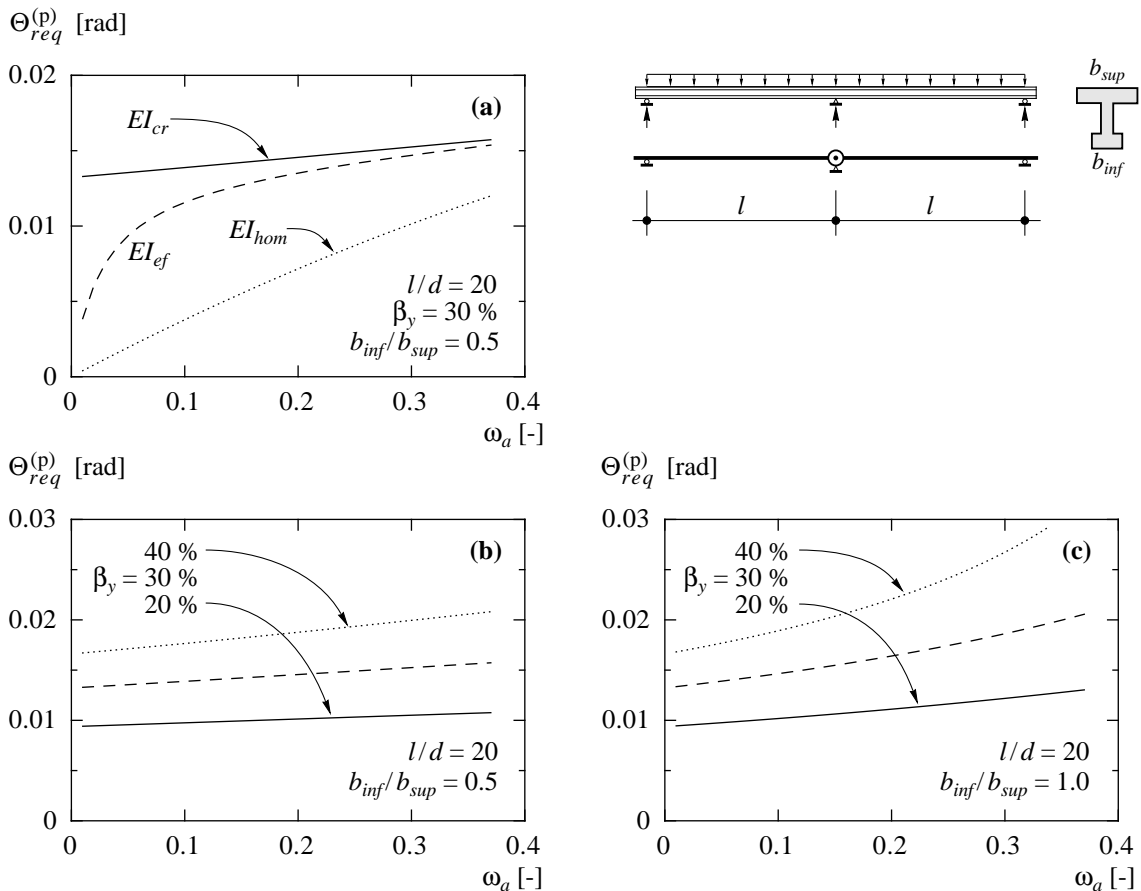 Θ_req^(p) [rad]
0.02
0.01
0
(a)
EI_cr
EI_ef
EI_hom
l/d = 20
β_y = 30 %
b_inf/b_sup = 0.5
0 0.1 0.2 0.3 0.4
ω_a [-]
b_sup
b_inf
l l
Θ_req^(p) [rad]
0.03
0.02
0.01
0
(b)
40 %
β_y = 30 %
20 %
l/d = 20
b_inf/b_sup = 0.5
0 0.1 0.2 0.3 0.4
ω_a [-]
Θ_req^(p) [rad]
0.03
0.02
0.01
0
(c)
40 %
β_y = 30 %
20 %
l/d = 20
b_inf/b_sup = 1.0
0 0.1 0.2 0.3 0.4
ω_a [-]